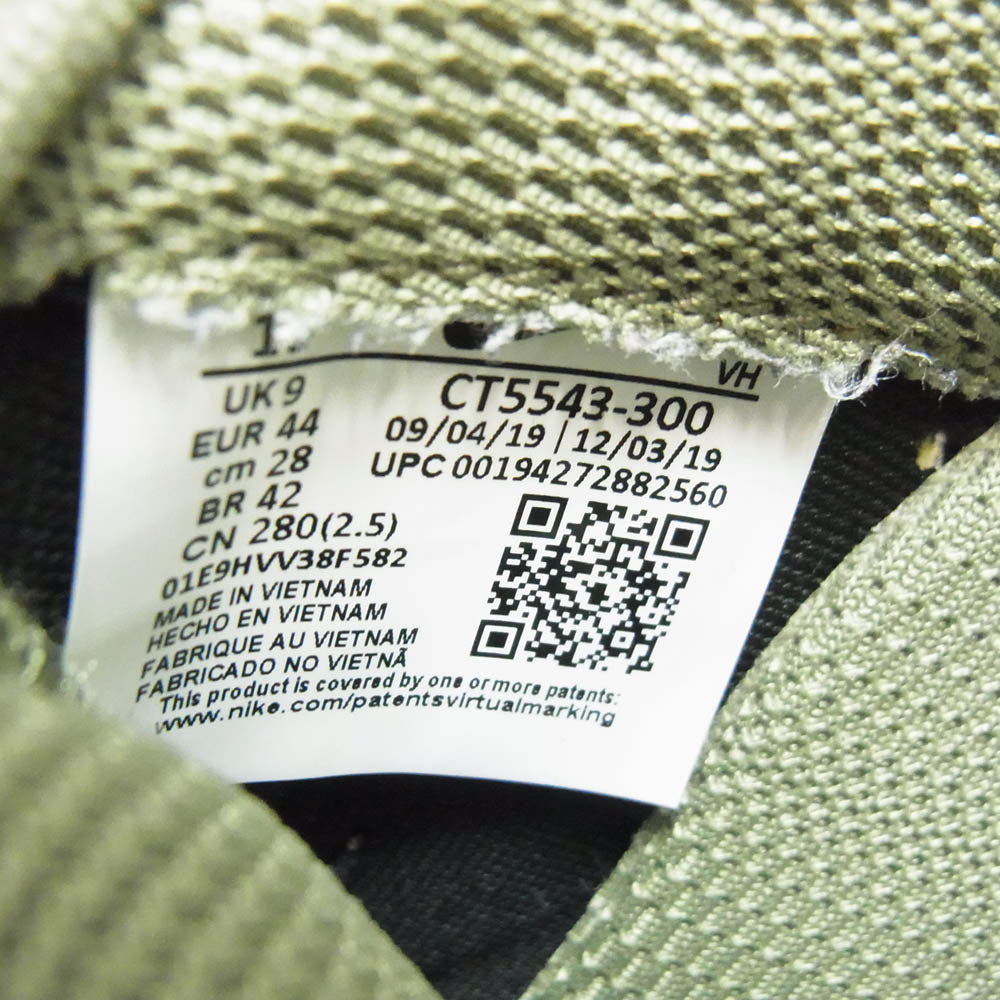 VH
UK 9
EUR 44
cm 28
BR 42
CN 280(2.5)
01E9HVV38F582
MADE IN VIETNAM
HECHO EN VIETNAM
FABRIQUE AU VIETNAM
FABRICADO NO VIETNÃ
CT5543-300
09/04/19 | 12/03/19
UPC 00194272882560
This product is covered by one or more patents:
www.nike.com/patentsvirtualmarking